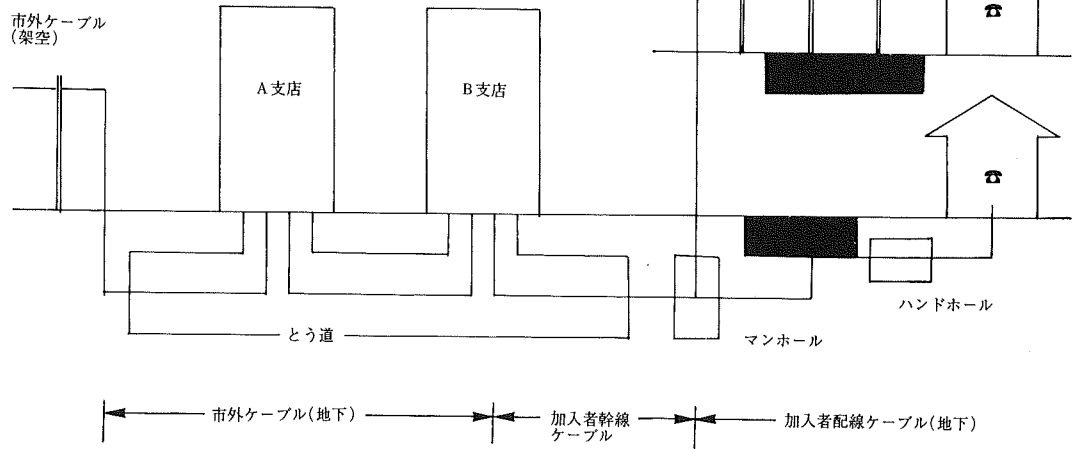 市外ケーブル
(架空)
A支店
B支店
とう道
マンホール
ハンドホール
市外ケーブル(地下)
加入者幹線
ケーブル
加入者配線ケーブル(地下)